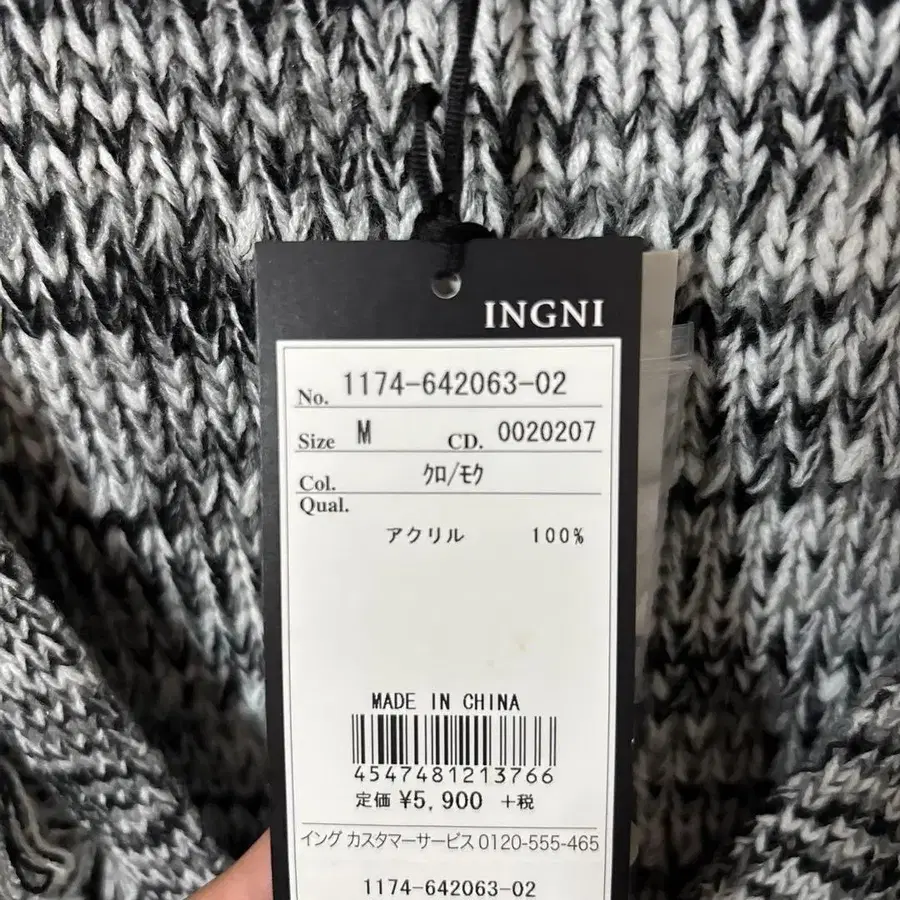 INGNI
No. 1174-642063-02
Size M CD. 0020207
Col. ｸﾛ/ﾓｸ
Qual.
アクリル 100%
MADE IN CHINA
4547481213766
定価 ¥5,900 +税
イング カスタマーサービス 0120-555-465
1174-642063-02